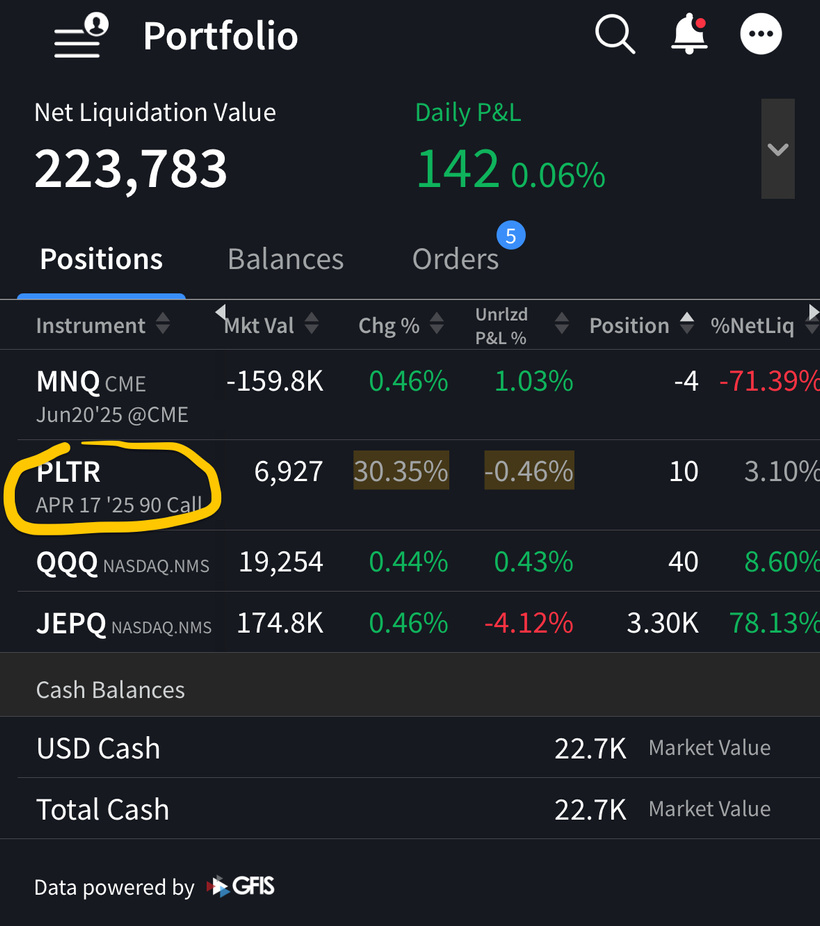 Portfolio
Net Liquidation Value Daily P&L
223,783 142 0.06%
Positions Balances Orders 5
Instrument Mkt Val Chg % Unrlzd P&L % Position %NetLiq
MNQ CME -159.8K 0.46% 1.03% -4 -71.39%
Jun20'25 @CME
PLTR 6,927 30.35% -0.46% 10 3.10%
APR 17 '25 90 Call
QQQ NASDAQ.NMS 19,254 0.44% 0.43% 40 8.60%
JEPQ NASDAQ.NMS 174.8K 0.46% -4.12% 3.30K 78.13%
Cash Balances
USD Cash 22.7K Market Value
Total Cash 22.7K Market Value
Data powered by GFIS